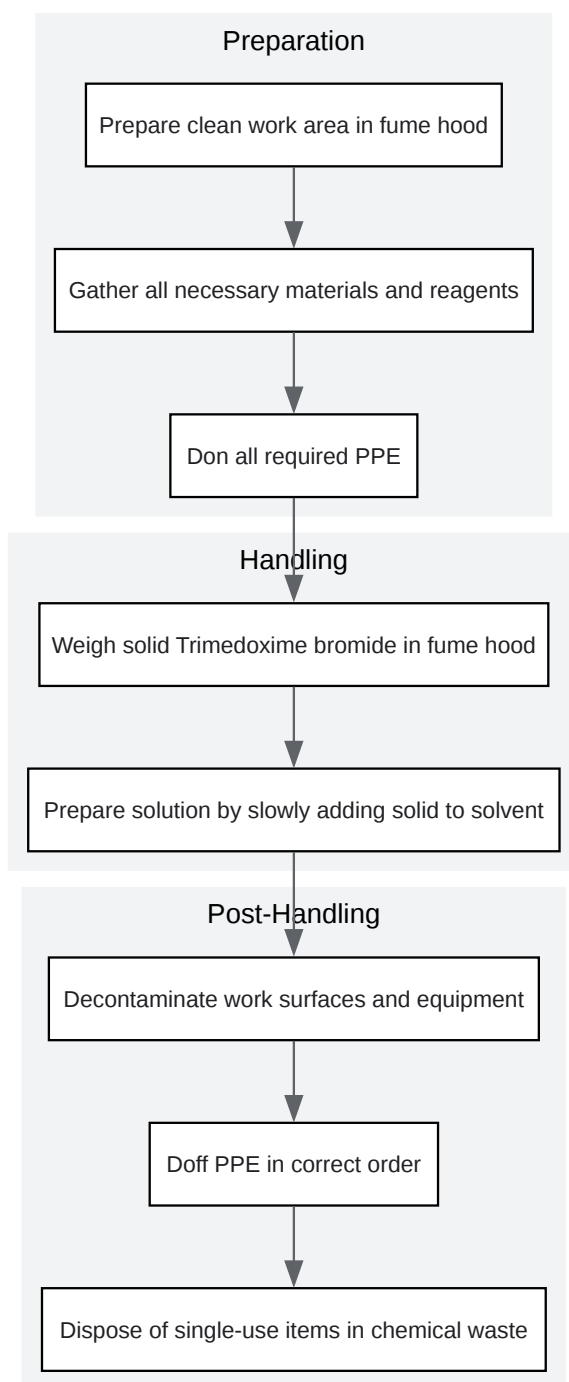 Preparation
Prepare clean work area in fume hood
Gather all necessary materials and reagents
Don all required PPE
Handling
Weigh solid Trimedoxime bromide in fume hood
Prepare solution by slowly adding solid to solvent
Post-Handling
Decontaminate work surfaces and equipment
Doff PPE in correct order
Dispose of single-use items in chemical waste